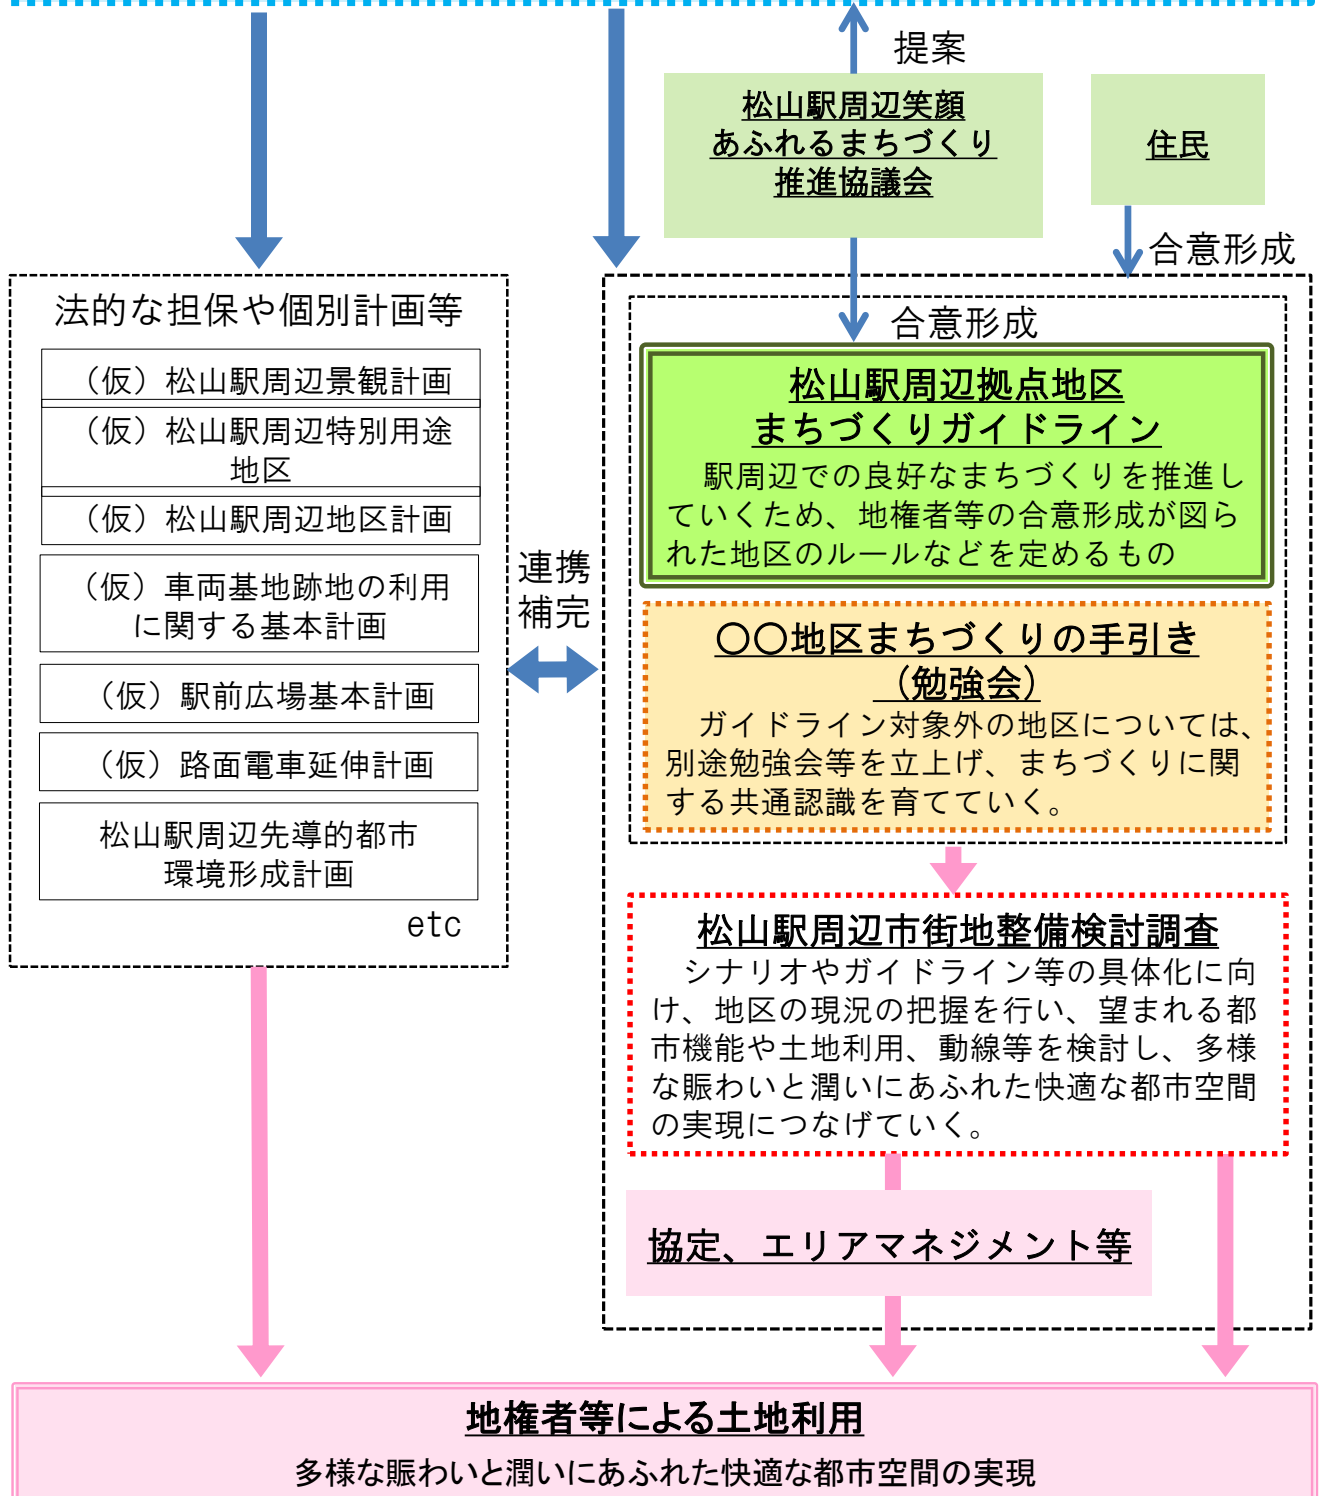 提案
松山駅周辺笑顔
あふれるまちづくり
推進協議会
住民
合意形成
合意形成
法的な担保や個別計画等
（仮）松山駅周辺景観計画
（仮）松山駅周辺特別用途
地区
（仮）松山駅周辺地区計画
（仮）車両基地跡地の利用
に関する基本計画
（仮）駅前広場基本計画
（仮）路面電車延伸計画
松山駅周辺先導的都市
環境形成計画
etc
連携
補完
松山駅周辺拠点地区
まちづくりガイドライン
駅周辺での良好なまちづくりを推進し
ていくため、地権者等の合意形成が図ら
れた地区のルールなどを定めるもの
〇〇地区まちづくりの手引き
（勉強会）
ガイドライン対象外の地区については、
別途勉強会等を立上げ、まちづくりに関
する共通認識を育てていく。
松山駅周辺市街地整備検討調査
シナリオやガイドライン等の具体化に向
け、地区の現況の把握を行い、望まれる都
市機能や土地利用、動線等を検討し、多様
な賑わいと潤いにあふれた快適な都市空間
の実現につなげていく。
協定、エリアマネジメント等
地権者等による土地利用
多様な賑わいと潤いにあふれた快適な都市空間の実現